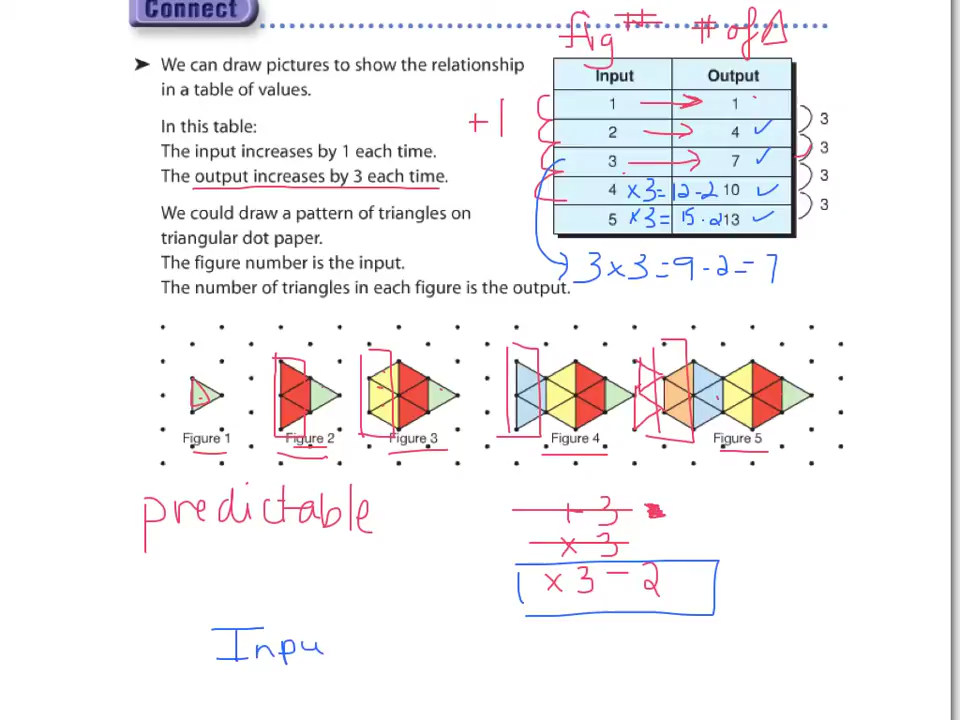 Connect
fig # # of Δ
➤ We can draw pictures to show the relationship
in a table of values.
Input Output
1 → 1
2 → 4 ✓
3 → 7 ✓
4 x3= 12-2 10 ✓
5 x3= 15-2 13 ✓
3
3
3
3
+1
In this table:
The input increases by 1 each time.
The output increases by 3 each time.
We could draw a pattern of triangles on
triangular dot paper.
The figure number is the input.
The number of triangles in each figure is the output.
3 x 3 = 9 - 2 = 7
Figure 1 Figure 2 Figure 3 Figure 4 Figure 5
predictable
+ 3
x 3
x 3 - 2
Inpu